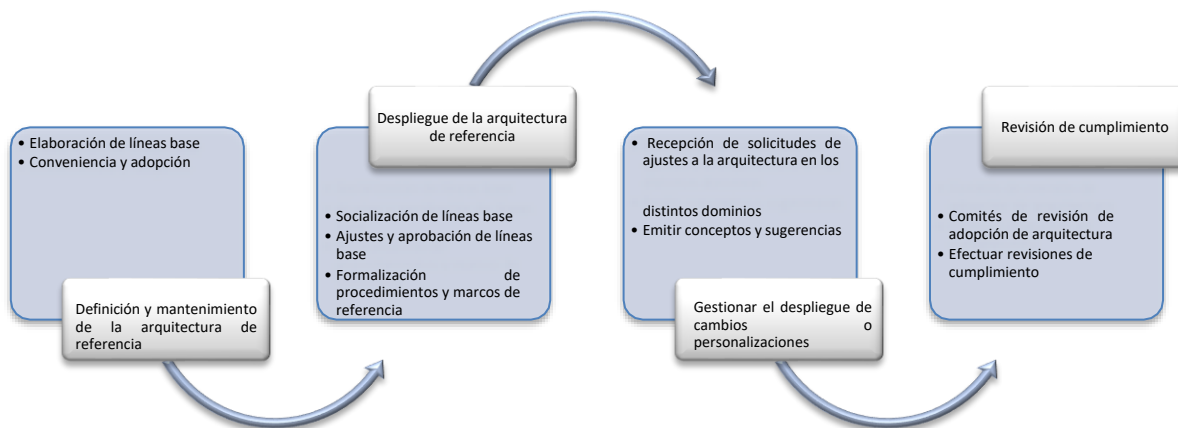 • Elaboración de líneas base
• Conveniencia y adopción
Definición y mantenimiento
de la arquitectura de
referencia
Despliegue de la arquitectura
de referencia
• Socialización de líneas base
• Ajustes y aprobación de líneas
base
• Formalización de
procedimientos y marcos de
referencia
• Recepción de solicitudes de
ajustes a la arquitectura en los
distintos dominios
• Emitir conceptos y sugerencias
Gestionar el despliegue de
cambios o
personalizaciones
Revisión de cumplimiento
• Comités de revisión de
adopción de arquitectura
• Efectuar revisiones de
cumplimiento